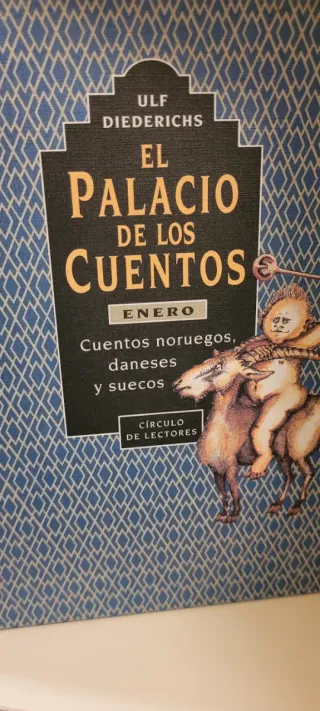 ULF
DIEDERICHS
EL
PALACIO
DE LOS
CUENTOS
ENERO
Cuentos noruegos,
daneses
y suecos
CÍRCULO
DE LECTORES